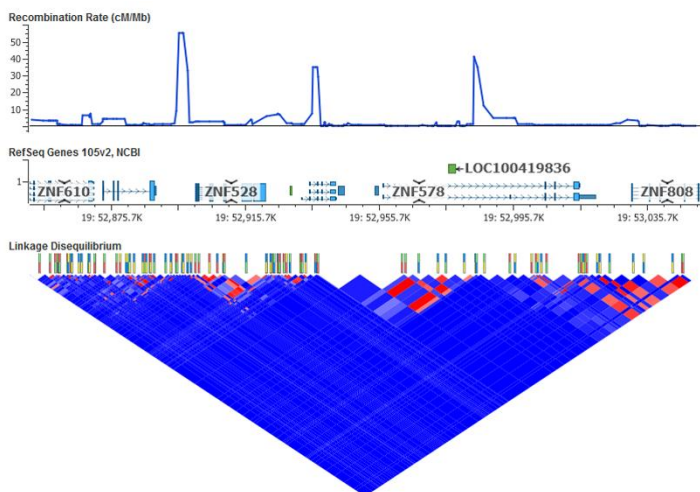 Recombination Rate (cM/Mb)
50
40
30
20
10
RefSeq Genes 105v2, NCBI
LOC100419836
1
ZNF610
ZNF528
ZNF578
ZNF808
19: 52,875.7K
19: 52,915.7K
19: 52,955.7K
19: 52,995.7K
19: 53,035.7K
Linkage Disequilibrium